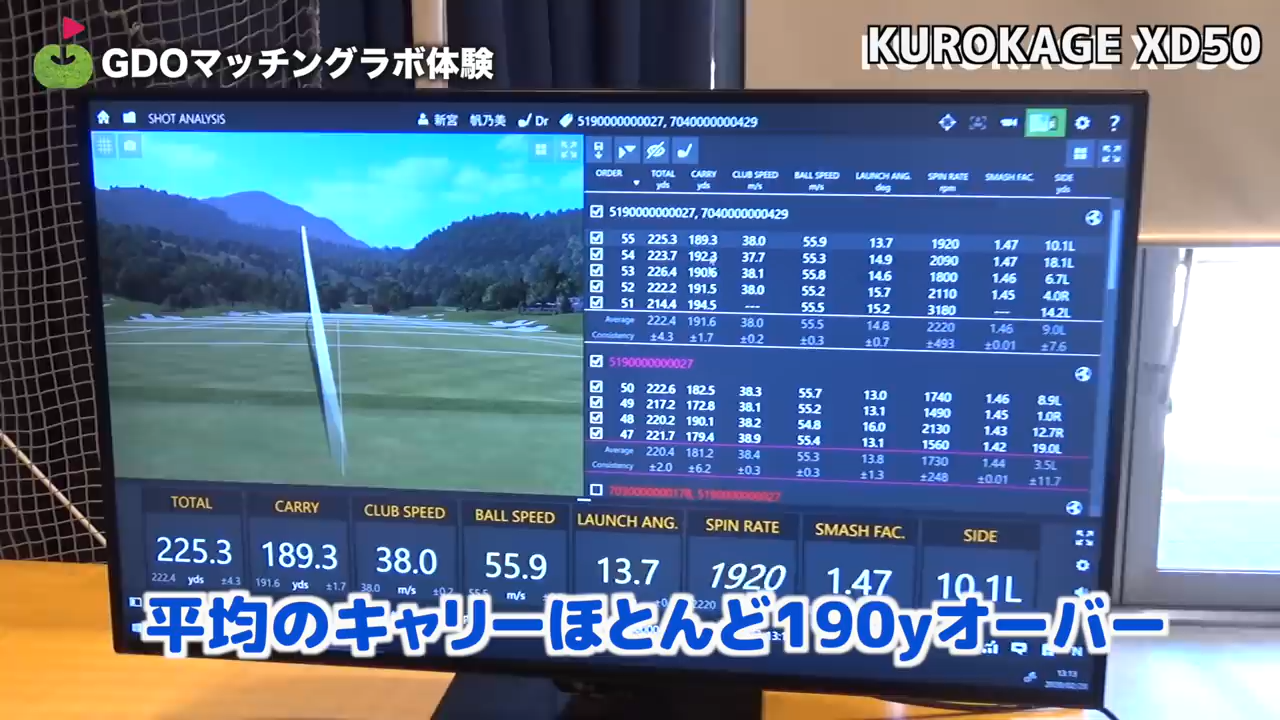 GDOマッチングラボ体験
KUROKAGE XD50
SHOT ANALYSIS
新宮 帆乃美 Dr 5190000000027, 7040000000429
ORDER TOTAL yds CARRY yds CLUB SPEED m/s BALL SPEED m/s LAUNCH ANG. deg SPIN RATE rpm SMASH FAC. SIDE yds
5190000000027, 7040000000429
55 225.3 189.3 38.0 55.9 13.7 1920 1.47 10.1L
54 223.7 192.3 37.7 55.3 14.9 2090 1.47 18.1L
53 226.4 190.6 38.1 55.8 14.6 1800 1.46 6.7L
52 222.2 191.5 38.0 55.2 15.7 2110 1.45 4.0R
51 214.4 194.5 --- 55.5 15.2 3180 --- 14.2L
Average 222.4 191.6 38.0 55.5 14.8 2220 1.46 9.0L
Consistency ±4.3 ±1.7 ±0.2 ±0.3 ±0.7 ±493 ±0.01 ±7.6
5190000000027
50 222.6 182.5 38.3 55.7 13.0 1740 1.46 8.9L
49 217.2 172.8 38.1 55.2 13.1 1490 1.45 1.0R
48 220.2 190.1 38.2 54.8 16.0 2130 1.43 12.7R
47 221.7 179.4 38.9 55.4 13.1 1560 1.42 19.0L
Average 220.4 181.2 38.4 55.3 13.8 1730 1.44 3.5L
Consistency ±2.0 ±6.2 ±0.3 ±0.3 ±1.3 ±248 ±0.01 ±11.7
5190000000027
TOTAL CARRY CLUB SPEED BALL SPEED LAUNCH ANG. SPIN RATE SMASH FAC. SIDE
225.3 189.3 38.0 55.9 13.7 1920 1.47 10.1L
222.4 yds ±4.3 191.6 yds ±1.7 38.0 m/s m/s
平均のキャリーほとんど190yオーバー
13:13